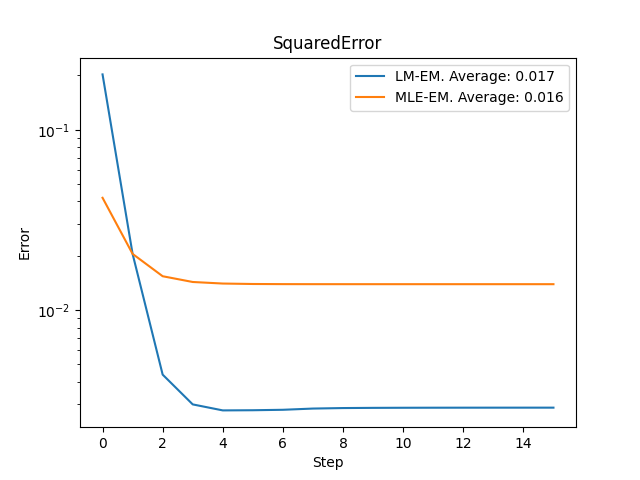 SquaredError
LM-EM. Average: 0.017
MLE-EM. Average: 0.016
10⁻¹
10⁻²
Error
0 2 4 6 8 10 12 14
Step